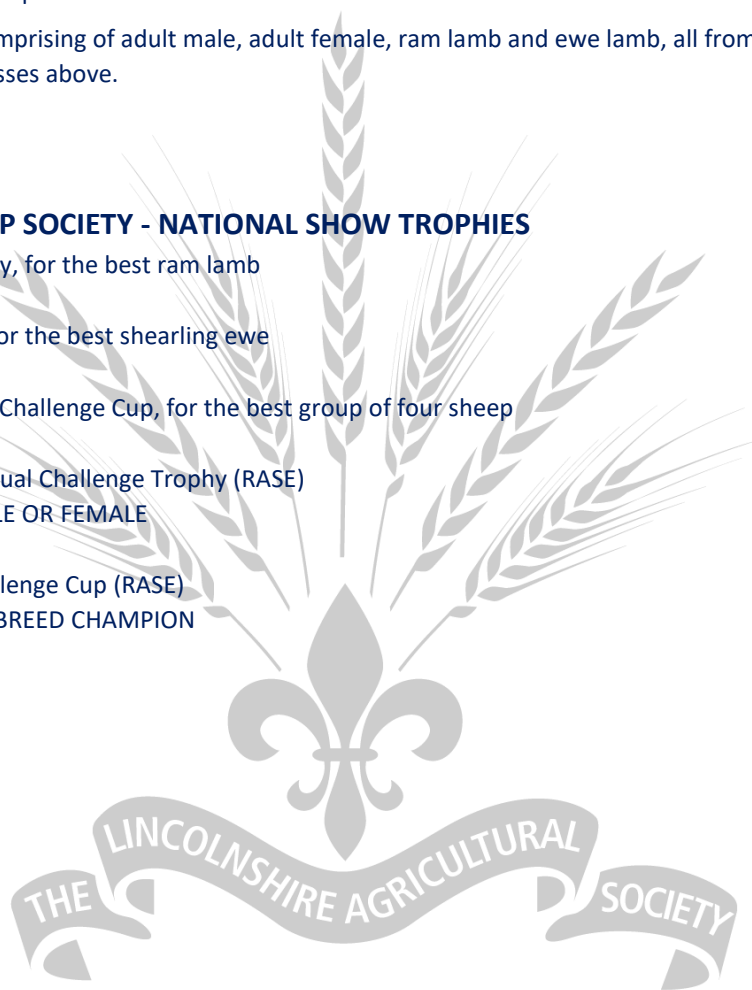 mprising of adult male, adult female, ram lamb and ewe lamb, all from
sses above.
P SOCIETY - NATIONAL SHOW TROPHIES
y, for the best ram lamb
or the best shearling ewe
Challenge Cup, for the best group of four sheep
ual Challenge Trophy (RASE)
LE OR FEMALE
llenge Cup (RASE)
BREED CHAMPION
THE LINCOLNSHIRE AGRICULTURAL SOCIETY